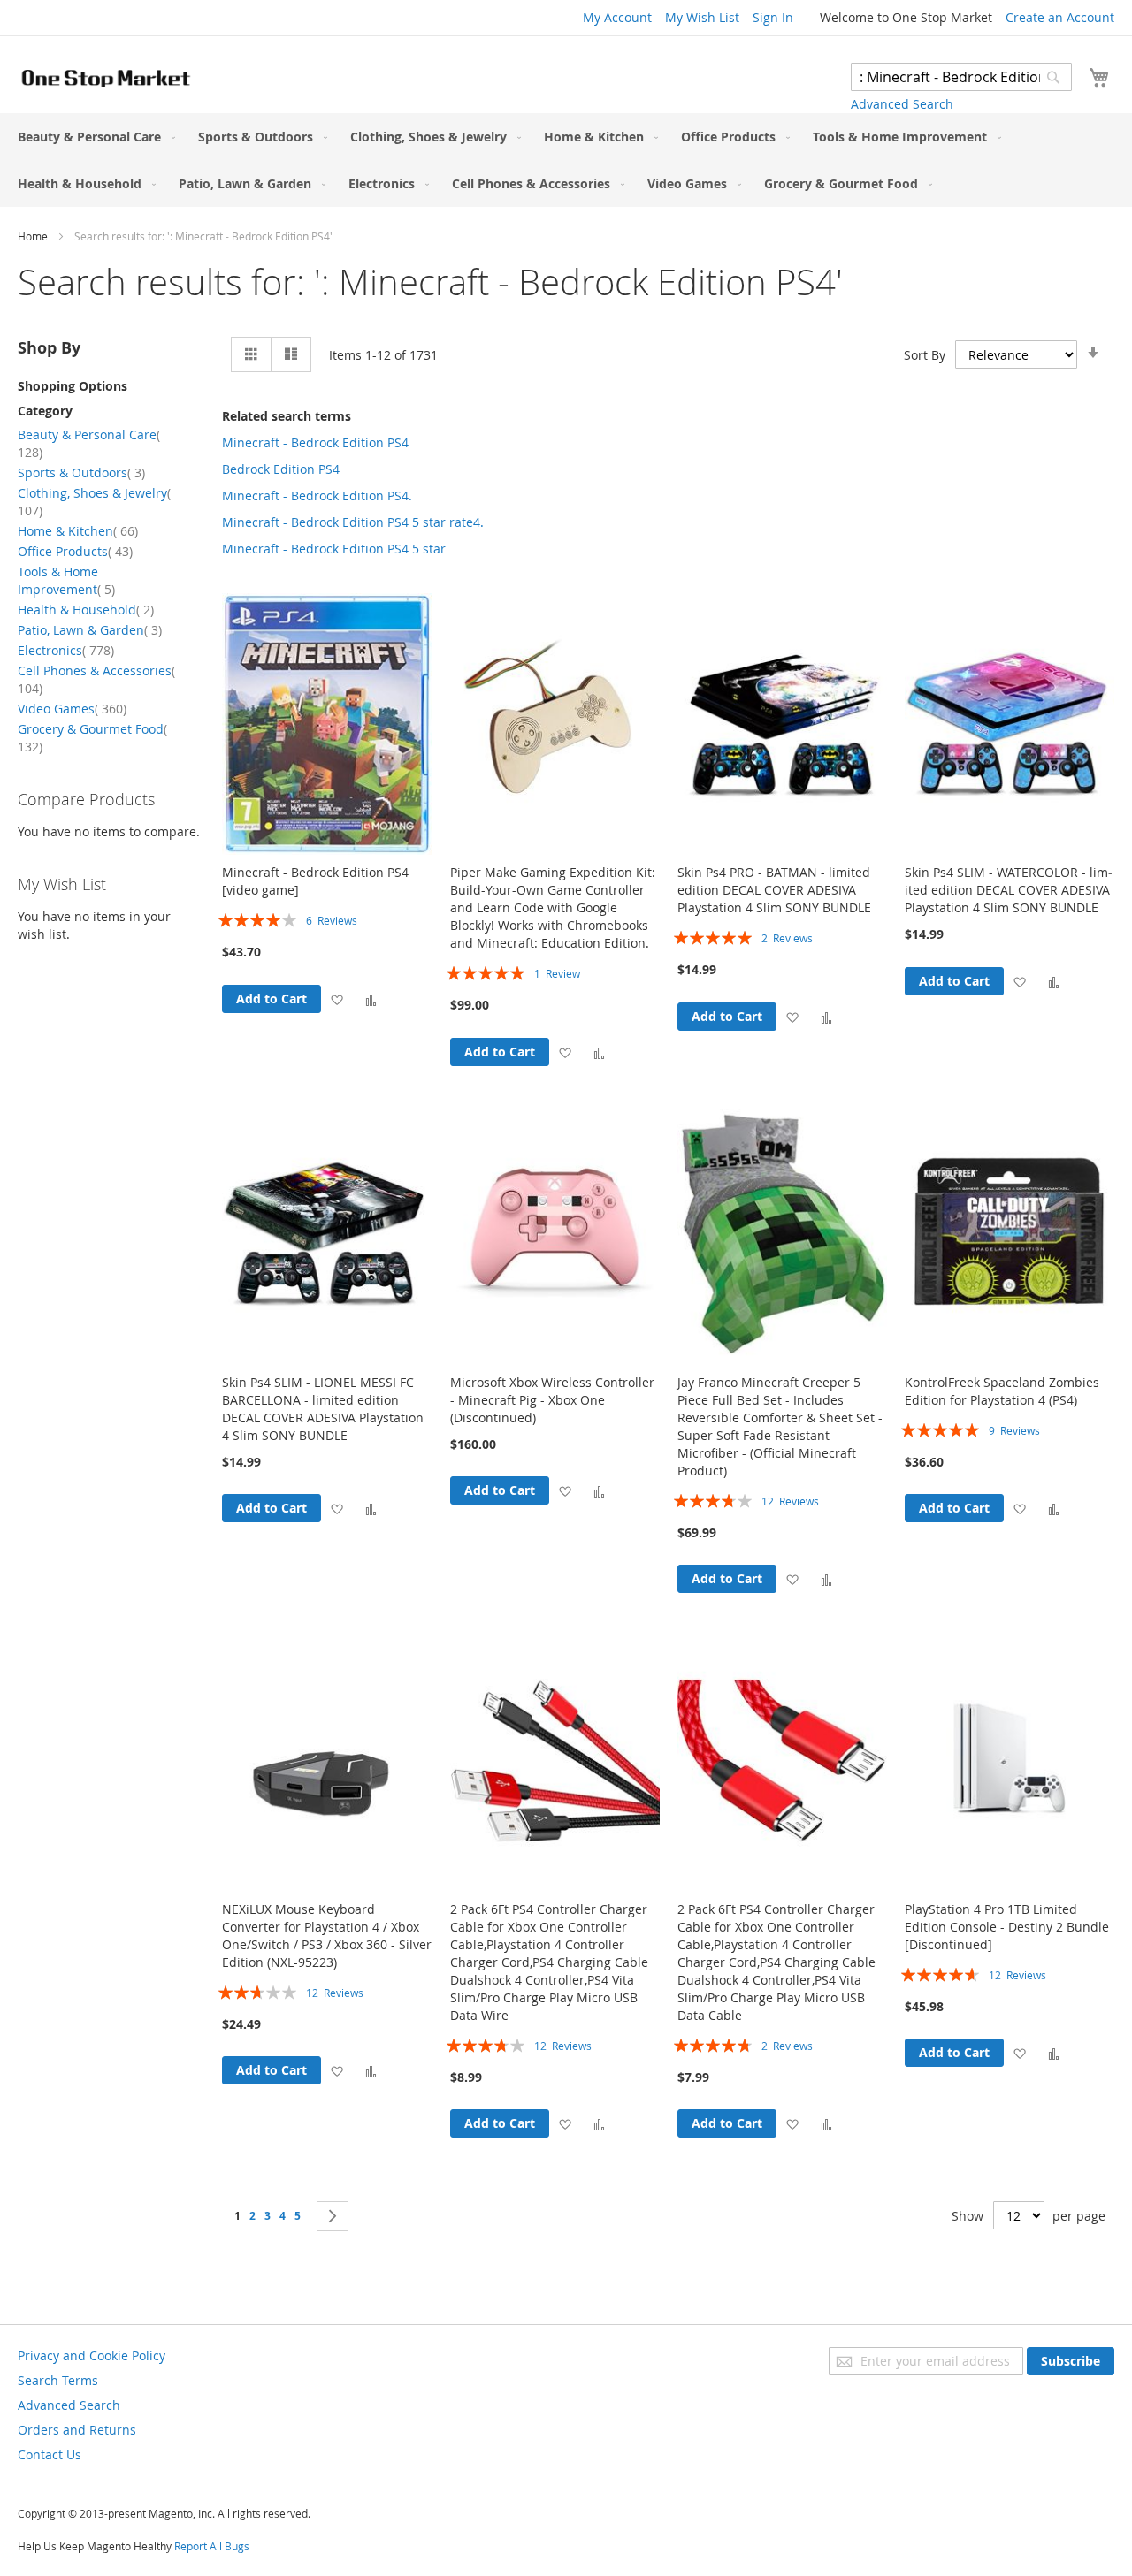 My Account My Wish List Sign In Welcome to One Stop Market Create an Account
One Stop Market
: Minecraft - Bedrock Edition
Advanced Search
Beauty & Personal Care Sports & Outdoors Clothing, Shoes & Jewelry Home & Kitchen Office Products Tools & Home Improvement
Health & Household Patio, Lawn & Garden Electronics Cell Phones & Accessories Video Games Grocery & Gourmet Food
Home Search results for: ': Minecraft - Bedrock Edition PS4'
Search results for: ': Minecraft - Bedrock Edition PS4'
Shop By
Shopping Options
Category
Beauty & Personal Care(
128)
Sports & Outdoors( 3)
Clothing, Shoes & Jewelry(
107)
Home & Kitchen( 66)
Office Products( 43)
Tools & Home
Improvement( 5)
Health & Household( 2)
Patio, Lawn & Garden( 3)
Electronics( 778)
Cell Phones & Accessories(
104)
Video Games( 360)
Grocery & Gourmet Food(
132)
Compare Products
You have no items to compare.
My Wish List
You have no items in your
wish list.
Items 1-12 of 1731
Sort By Relevance
Related search terms
Minecraft - Bedrock Edition PS4
Bedrock Edition PS4
Minecraft - Bedrock Edition PS4.
Minecraft - Bedrock Edition PS4 5 star rate4.
Minecraft - Bedrock Edition PS4 5 star
PS4
MINECRAFT
7
MOJANG
Minecraft - Bedrock Edition PS4
[video game]
6 Reviews
$43.70
Add to Cart
Piper Make Gaming Expedition Kit:
Build-Your-Own Game Controller
and Learn Code with Google
Blockly! Works with Chromebooks
and Minecraft: Education Edition.
1 Review
$99.00
Add to Cart
Skin Ps4 PRO - BATMAN - limited
edition DECAL COVER ADESIVA
Playstation 4 Slim SONY BUNDLE
2 Reviews
$14.99
Add to Cart
SONY
Skin Ps4 SLIM - WATERCOLOR - lim-
ited edition DECAL COVER ADESIVA
Playstation 4 Slim SONY BUNDLE
$14.99
Add to Cart
Skin Ps4 SLIM - LIONEL MESSI FC
BARCELLONA - limited edition
DECAL COVER ADESIVA Playstation
4 Slim SONY BUNDLE
$14.99
Add to Cart
Microsoft Xbox Wireless Controller
- Minecraft Pig - Xbox One
(Discontinued)
$160.00
Add to Cart
Jay Franco Minecraft Creeper 5
Piece Full Bed Set - Includes
Reversible Comforter & Sheet Set -
Super Soft Fade Resistant
Microfiber - (Official Minecraft
Product)
12 Reviews
$69.99
Add to Cart
KONTROLFREEK
CALL OF DUTY
ZOMBIES
SPACELAND EDITION
KONTROLFREEK
KONTROLFREEK
KontrolFreek Spaceland Zombies
Edition for Playstation 4 (PS4)
9 Reviews
$36.60
Add to Cart
NEXiLUX Mouse Keyboard
Converter for Playstation 4 / Xbox
One/Switch / PS3 / Xbox 360 - Silver
Edition (NXL-95223)
12 Reviews
$24.49
Add to Cart
2 Pack 6Ft PS4 Controller Charger
Cable for Xbox One Controller
Cable,Playstation 4 Controller
Charger Cord,PS4 Charging Cable
Dualshock 4 Controller,PS4 Vita
Slim/Pro Charge Play Micro USB
Data Wire
12 Reviews
$8.99
Add to Cart
2 Pack 6Ft PS4 Controller Charger
Cable for Xbox One Controller
Cable,Playstation 4 Controller
Charger Cord,PS4 Charging Cable
Dualshock 4 Controller,PS4 Vita
Slim/Pro Charge Play Micro USB
Data Cable
2 Reviews
$7.99
Add to Cart
PlayStation 4 Pro 1TB Limited
Edition Console - Destiny 2 Bundle
[Discontinued]
12 Reviews
$45.98
Add to Cart
1 2 3 4 5
Show 12 per page
Privacy and Cookie Policy
Search Terms
Advanced Search
Orders and Returns
Contact Us
Enter your email address Subscribe
Copyright © 2013-present Magento, Inc. All rights reserved.
Help Us Keep Magento Healthy Report All Bugs